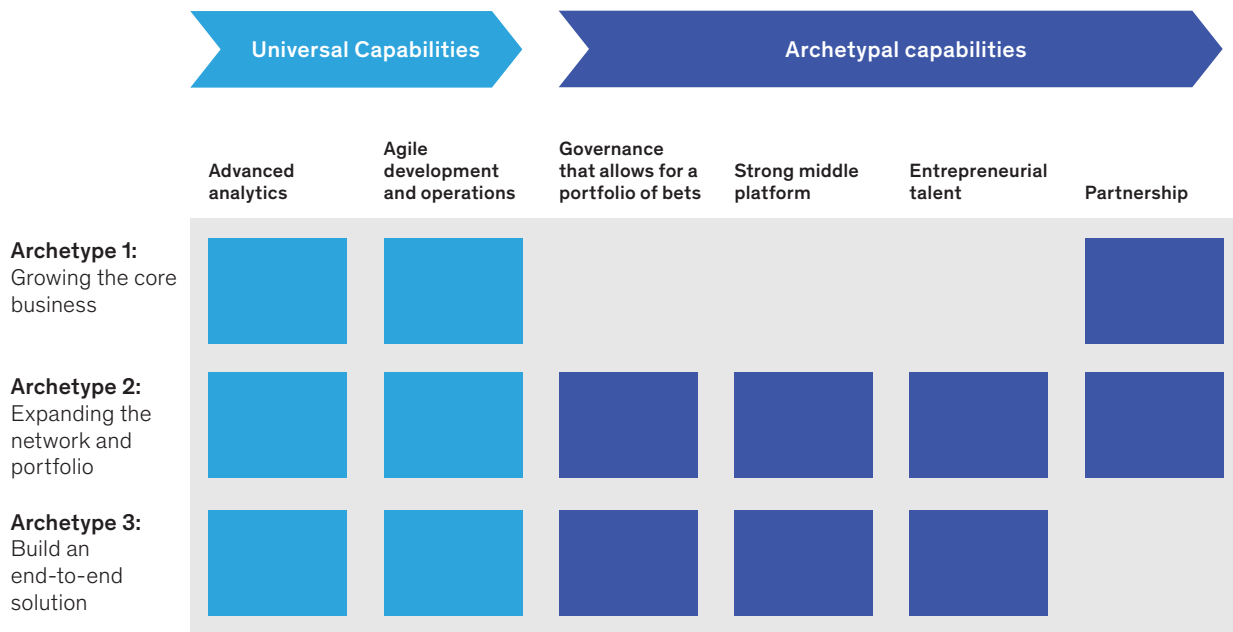 Universal Capabilities
Archetypal capabilities
Advanced
analytics
Agile
development
and operations
Governance
that allows for a
portfolio of bets
Strong middle
platform
Entrepreneurial
talent
Partnership
Archetype 1:
Growing the core
business
Archetype 2:
Expanding the
network and
portfolio
Archetype 3:
Build an
end-to-end
solution